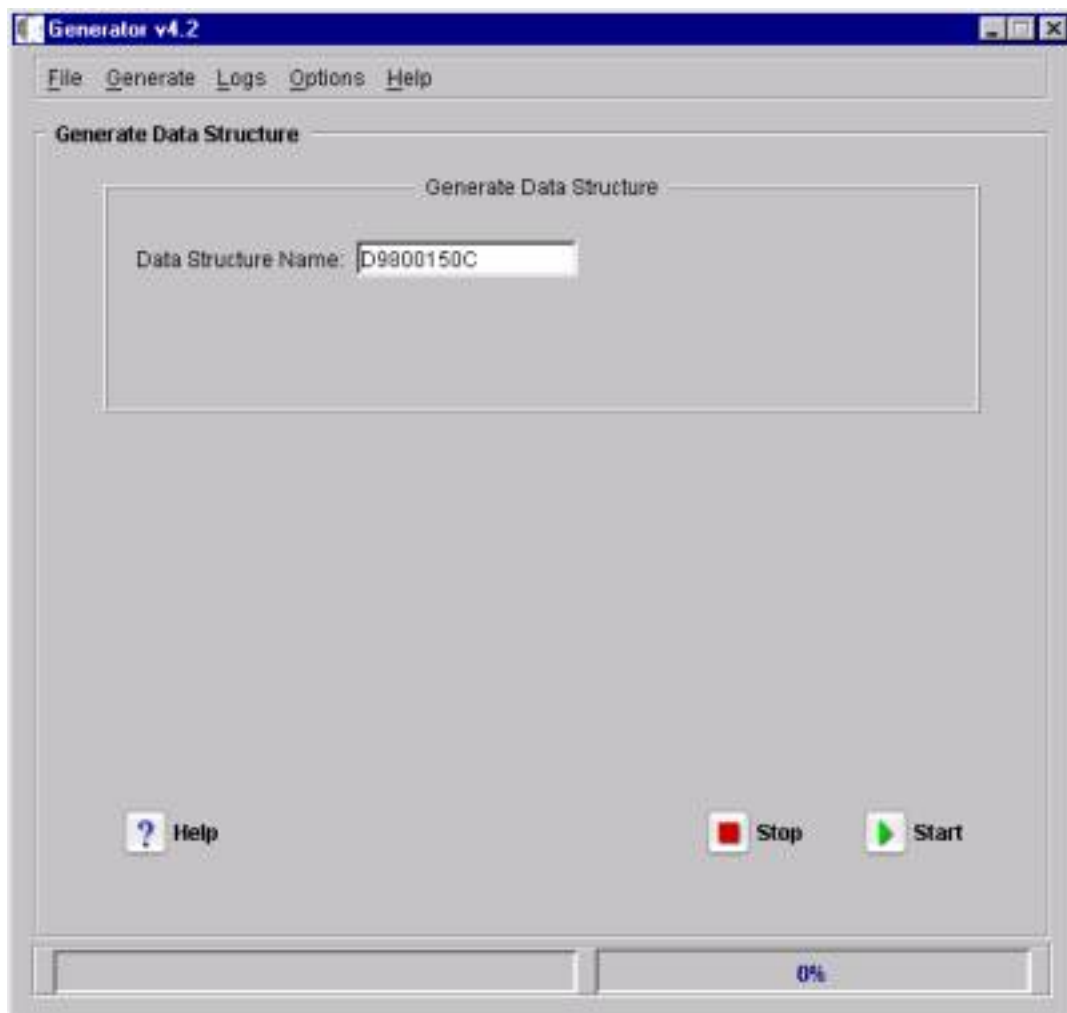 Generator v4.2
File Generate Logs Options Help
Generate Data Structure
Generate Data Structure
Data Structure Name: D9800150C
? Help
Stop
Start
0%